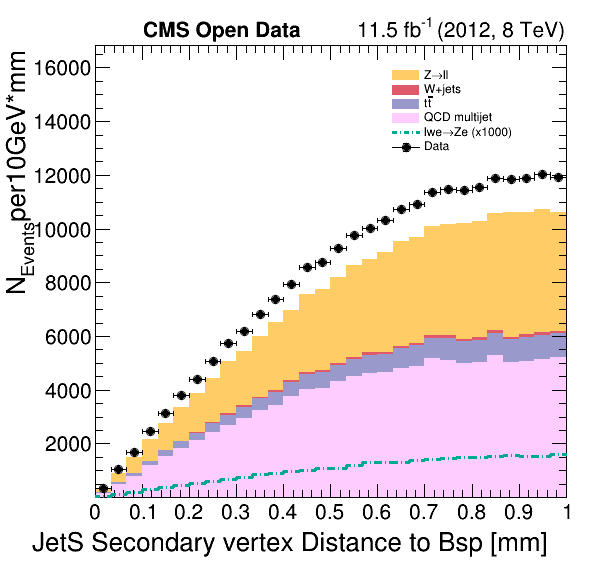 CMS Open Data 11.5 fb⁻¹ (2012, 8 TeV)
N_Events per10GeV*mm
16000
14000
12000
10000
8000
6000
4000
2000
Z→ll
W+jets
tt̄
QCD multijet
lwe→Ze (x1000)
Data
0 0.1 0.2 0.3 0.4 0.5 0.6 0.7 0.8 0.9 1
JetS Secondary vertex Distance to Bsp [mm]